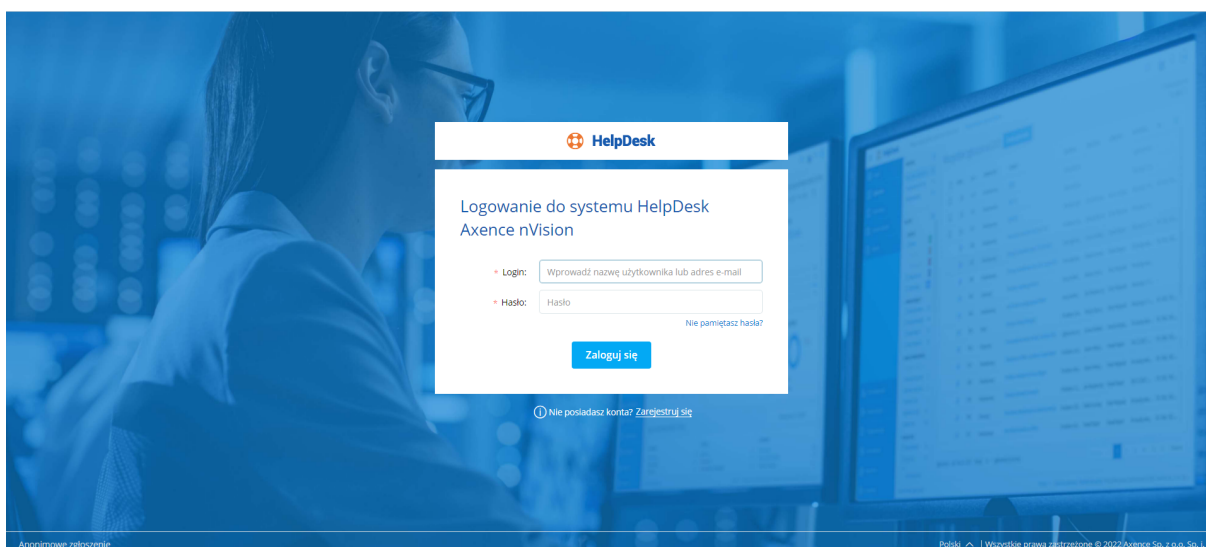 HelpDesk
Logowanie do systemu HelpDesk
Axence nVision
* Login:
Wprowadź nazwę użytkownika lub adres e-mail
* Hasło:
Hasło
Nie pamiętasz hasła?
Zaloguj się
Nie posiadasz konta? Zarejestruj się
Anonimowe zgłoszenie
Polski | Wszystkie prawa zastrzeżone © 2022 Axence Sp. z o.o. Sp. j.